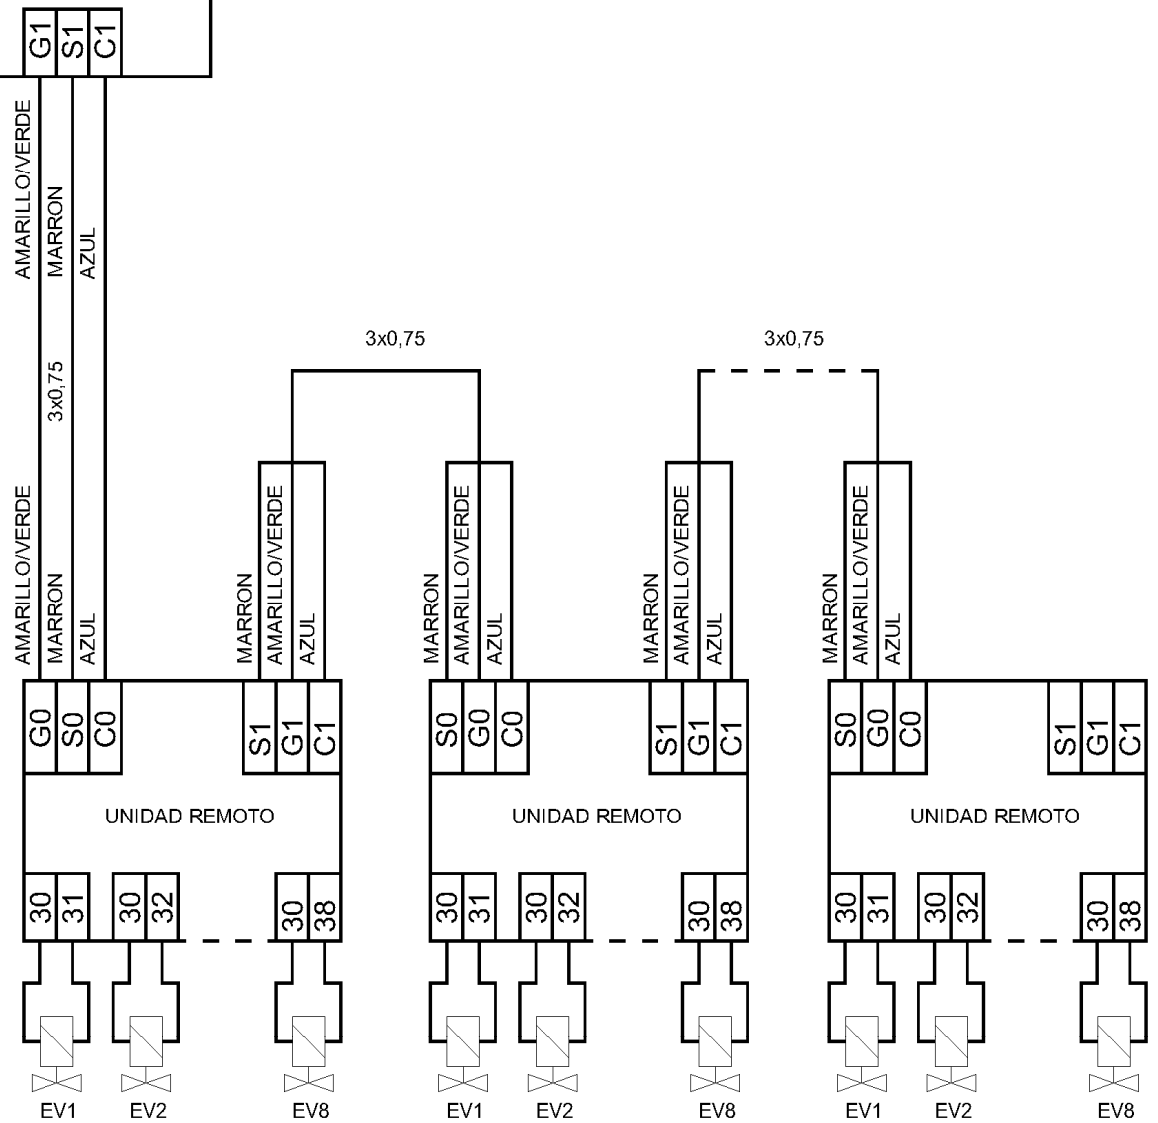 G1 S1 C1
AMARILLO/VERDE
MARRON
AZUL
3x0,75
AMARILLO/VERDE
MARRON
AZUL
3x0,75
3x0,75
MARRON
AMARILLO/VERDE
AZUL
MARRON
AMARILLO/VERDE
AZUL
MARRON
AMARILLO/VERDE
AZUL
MARRON
AMARILLO/VERDE
AZUL
G0 S0 C0 S1 G1 C1
S0 G0 C0 S1 G1 C1
S0 G0 C0 S1 G1 C1
UNIDAD REMOTO
UNIDAD REMOTO
UNIDAD REMOTO
30 31 30 32 30 38
30 31 30 32 30 38
30 31 30 32 30 38
EV1 EV2 EV8
EV1 EV2 EV8
EV1 EV2 EV8